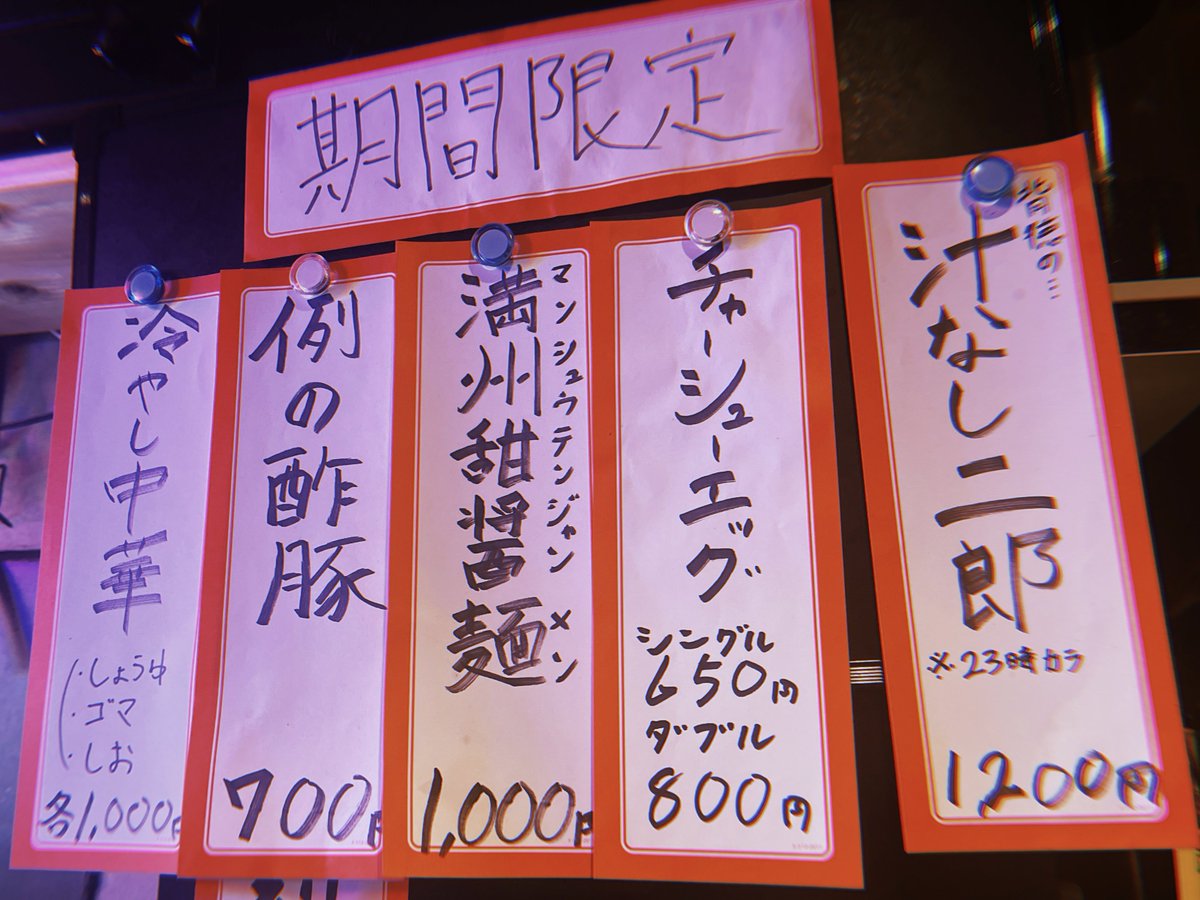 期間限定
背徳の…
汁なし二郎
※23時カラ
1200円
チャーシューエッグ
シングル
650円
ダブル
800円
満州甜醤麺
マンシュウテンジャンメン
1,000円
例の酢豚
700円
冷やし中華
・しょうゆ
・ゴマ
・しお
各1,000円